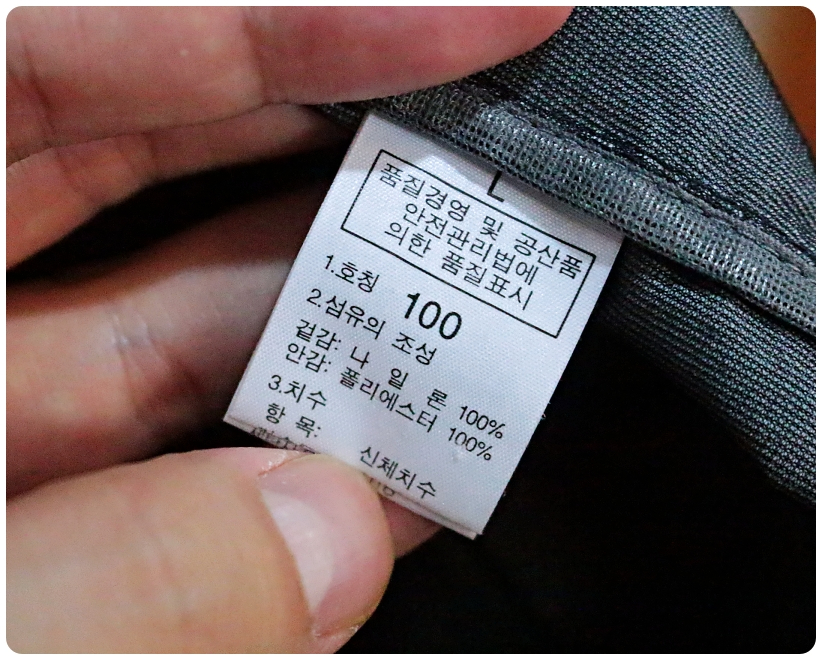 L
품질경영 및 공산품
안전관리법에
의한 품질표시
1.호칭 100
2.섬유의 조성
겉감: 나 일 론 100%
안감: 폴리에스터 100%
3.치수
항 목: 신체치수